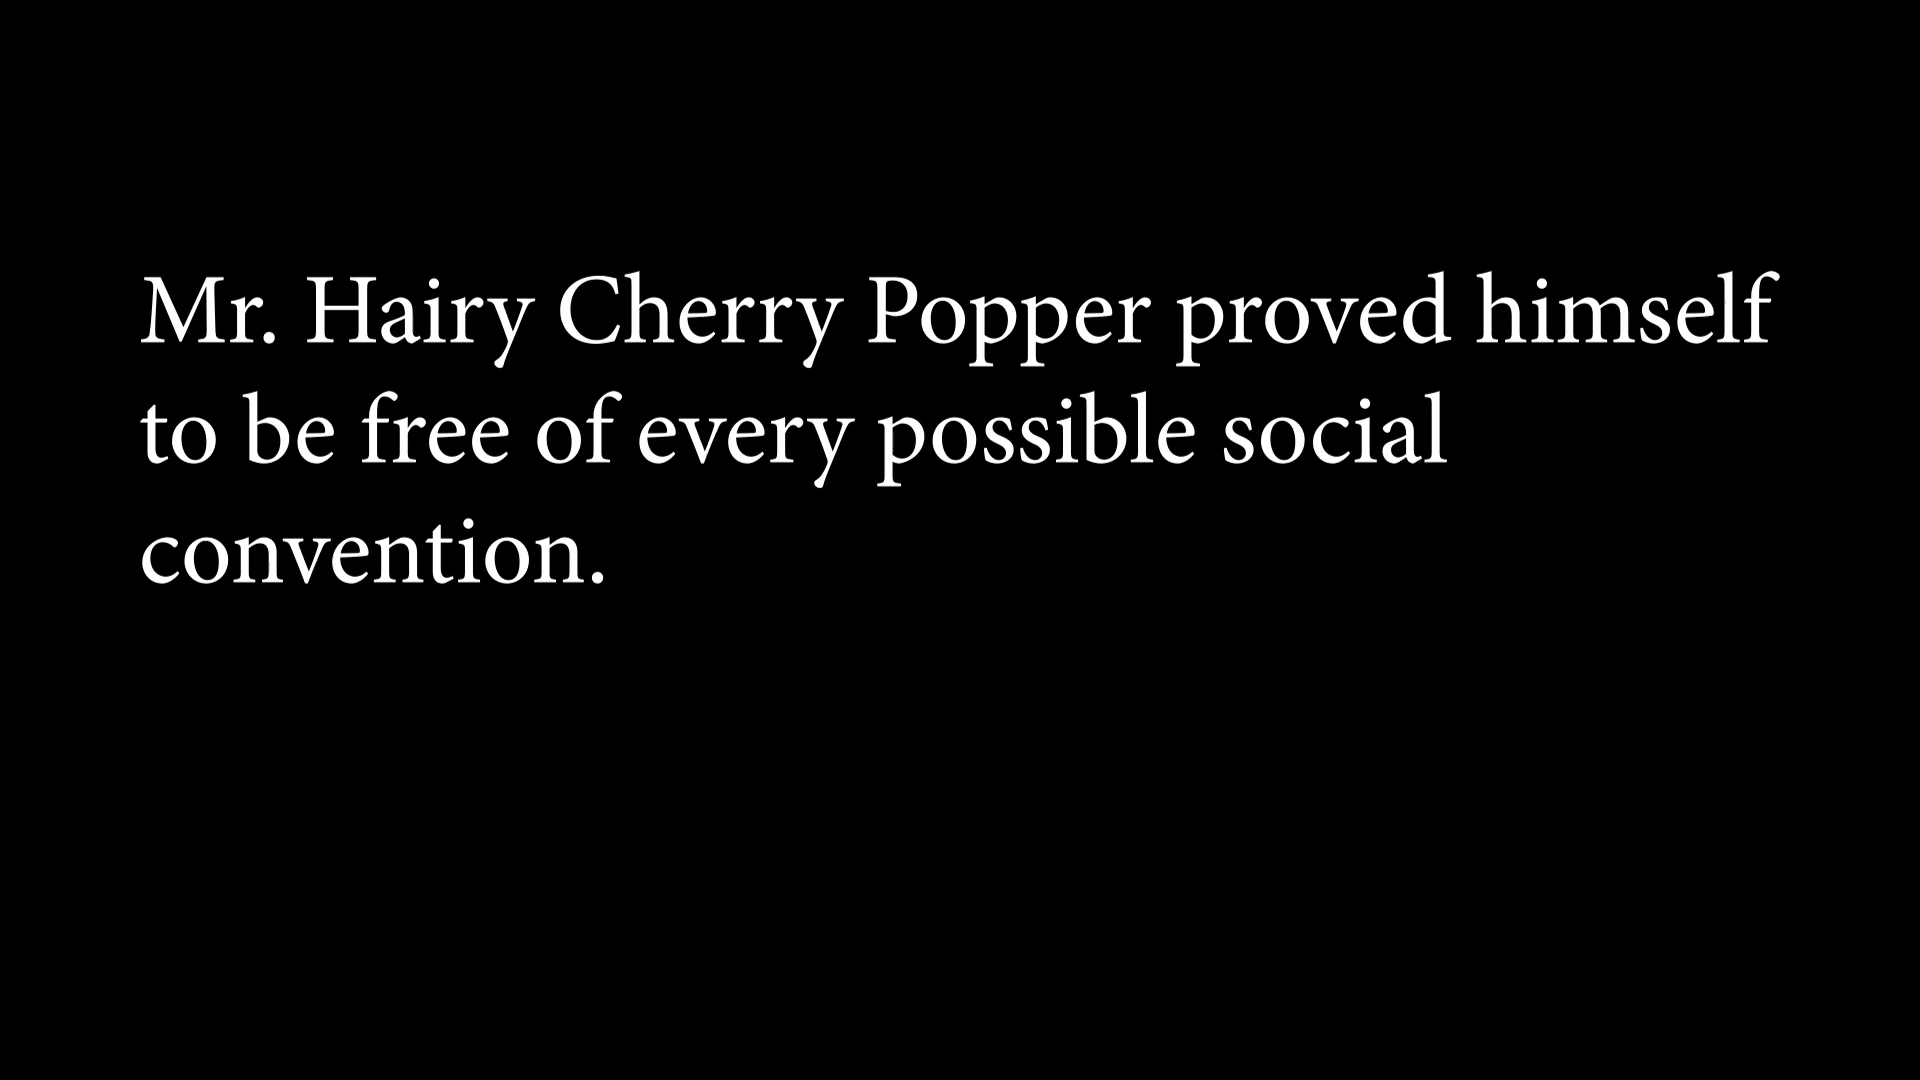 Mr. Hairy Cherry Popper proved himself
to be free of every possible social
convention.